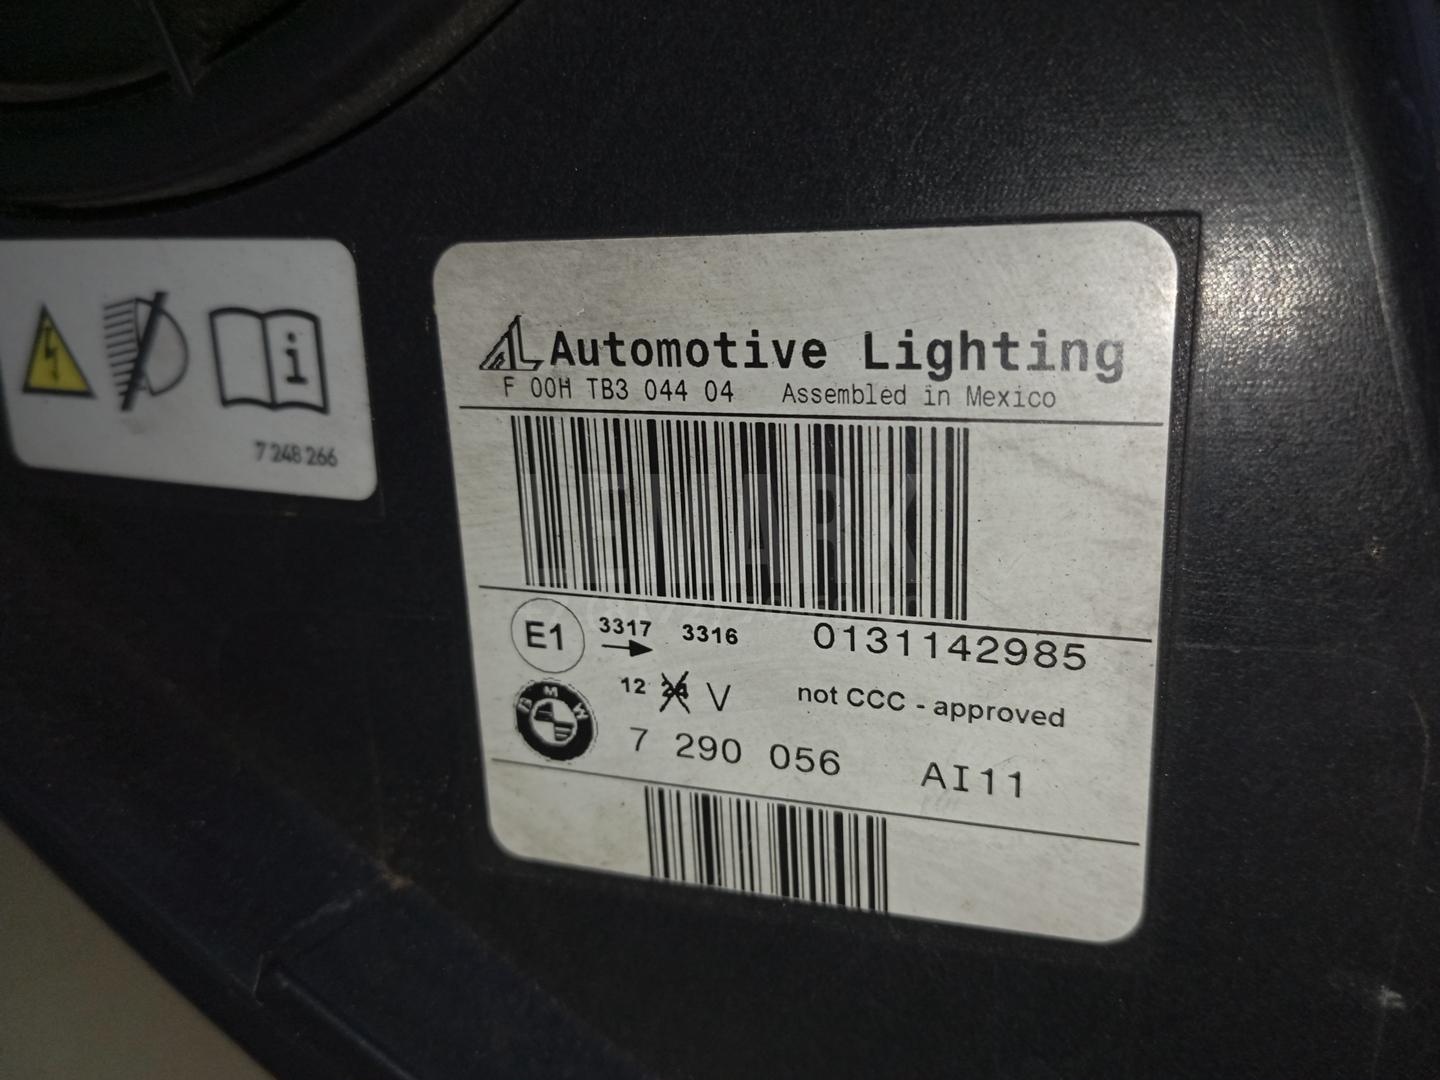 7 248 266
Automotive Lighting
F 00H TB3 044 04 Assembled in Mexico
LEMARK
E1 3317 3316 0131142985
12 24 V not CCC - approved
BMW 7 290 056 AI11